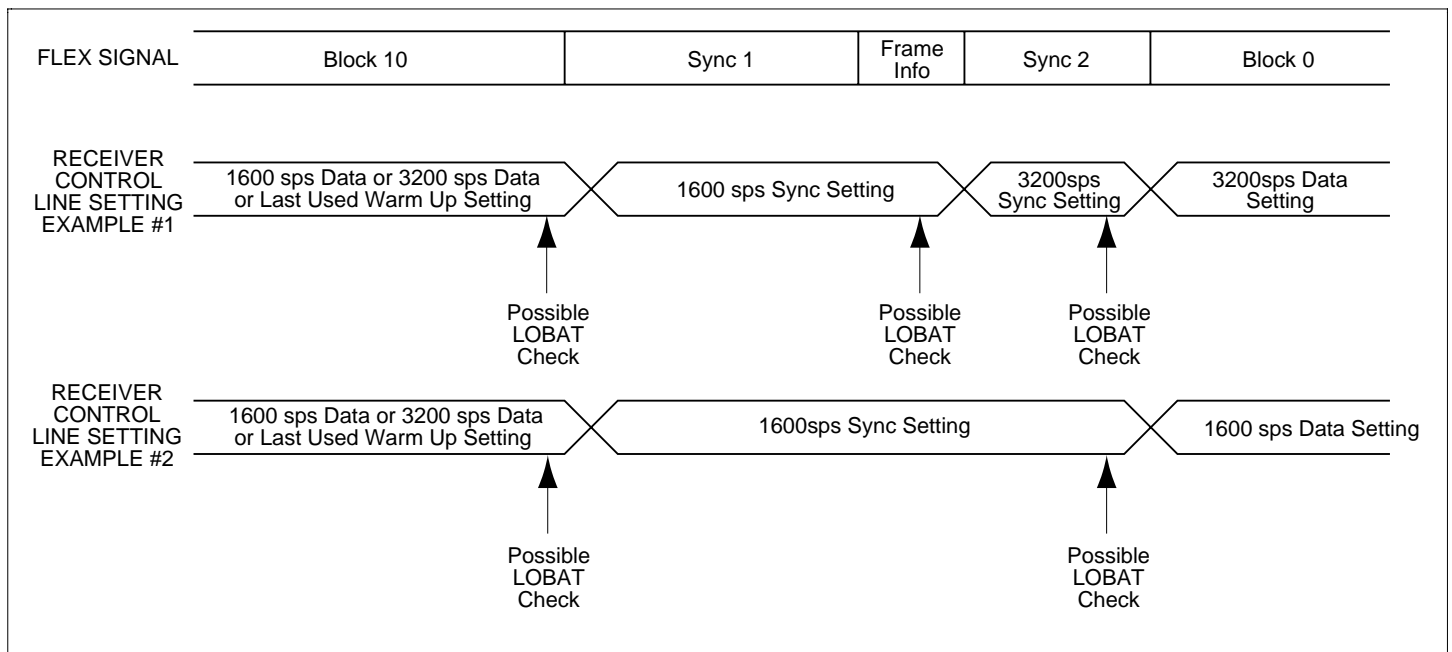 FLEX SIGNAL
Block 10
Sync 1
Frame
Info
Sync 2
Block 0
RECEIVER
CONTROL
LINE SETTING
EXAMPLE #1
1600 sps Data or 3200 sps Data
or Last Used Warm Up Setting
1600 sps Sync Setting
3200sps
Sync Setting
3200sps Data
Setting
Possible
LOBAT
Check
Possible
LOBAT
Check
Possible
LOBAT
Check
RECEIVER
CONTROL
LINE SETTING
EXAMPLE #2
1600 sps Data or 3200 sps Data
or Last Used Warm Up Setting
1600sps Sync Setting
1600 sps Data Setting
Possible
LOBAT
Check
Possible
LOBAT
Check